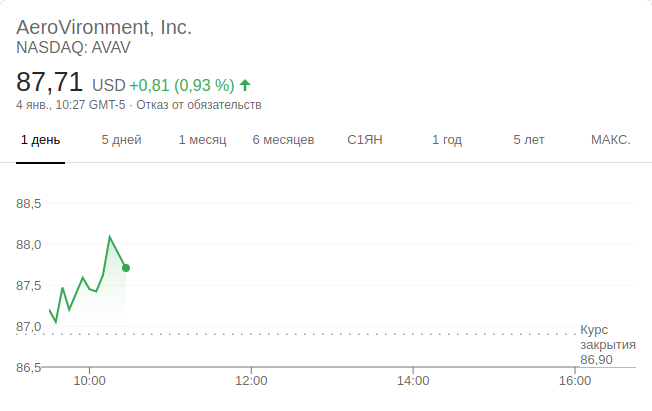 AeroVironment, Inc.
NASDAQ: AVAV
87,71 USD +0,81 (0,93 %)
4 янв., 10:27 GMT-5 · Отказ от обязательств
1 день 5 дней 1 месяц 6 месяцев С1ЯН 1 год 5 лет МАКС.
88,5
88,0
87,5
87,0
Курс
закрытия
86,90
86,5
10:00 12:00 14:00 16:00